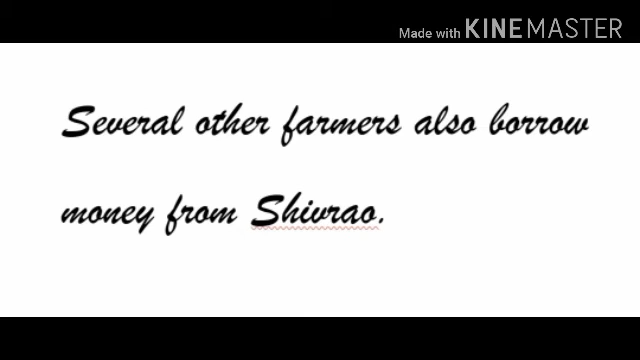 Made with KINEMASTER
Several other farmers also borrow
money from Shivrao.